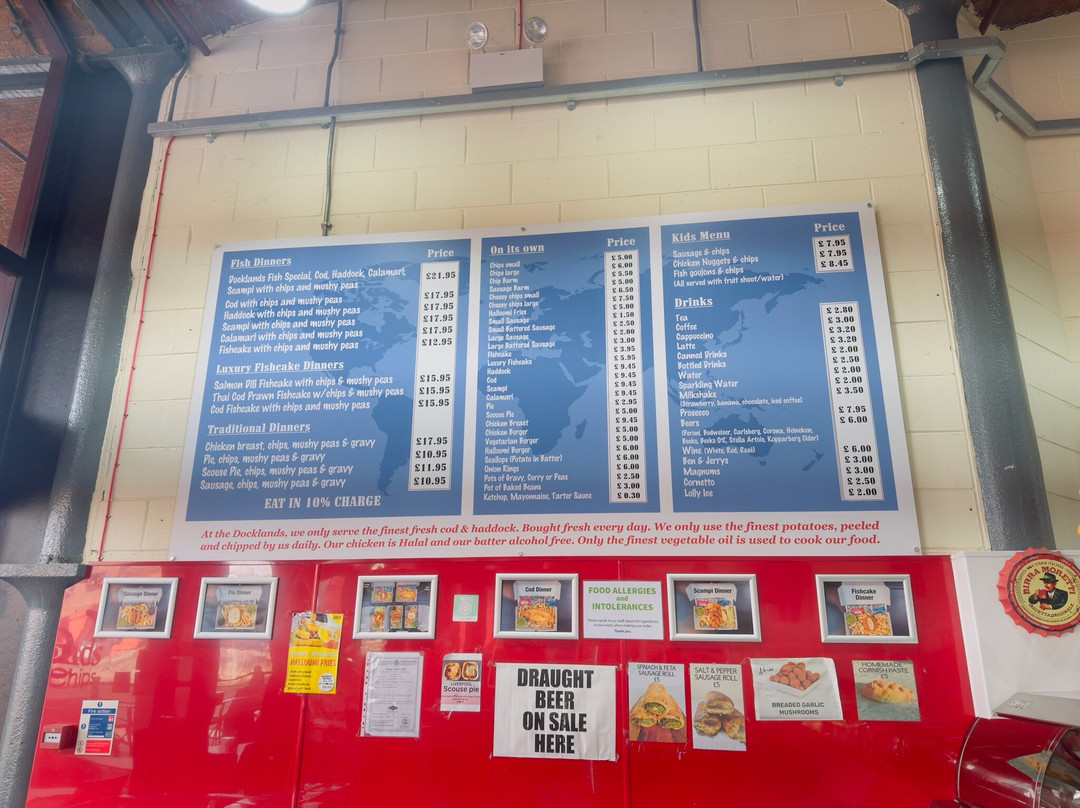 Fish Dinners Price
Docklands Fish Special, Cod, Haddock, Calamari,
Scampi with chips and mushy peas £21.95
Cod with chips and mushy peas £17.95
Haddock with chips and mushy peas £17.95
Scampi with chips and mushy peas £17.95
Calamari with chips and mushy peas £17.95
Fishcake with chips and mushy peas £12.95
Luxury Fishcake Dinners
Salmon Dill Fishcake with chips & mushy peas £15.95
Thai Cod Prawn Fishcake w/chips & mushy peas £15.95
Cod Fishcake with chips and mushy peas £15.95
Traditional Dinners
Chicken breast, chips, mushy peas & gravy £17.95
Pie, chips, mushy peas & gravy £10.95
Scouse Pie, chips, mushy peas & gravy £11.95
Sausage, chips, mushy peas & gravy £10.95
EAT IN 10% CHARGE
On its own Price
Chips small £ 5.00
Chips large £ 6.00
Chip Barm £ 5.50
Sausage Barm £ 5.00
Cheesy chips small £ 6.50
Cheesy chips large £ 7.50
Halloumi Fries £ 5.00
Small Sausage £ 1.50
Small Battered Sausage £ 2.50
Large Sausage £ 2.00
Large Battered Sausage £ 3.00
Fishcake £ 3.95
Luxury Fishcake £ 5.95
Haddock £ 9.45
Cod £ 9.45
Scampi £ 9.45
Calamari £ 9.45
Pie £ 2.95
Scouse Pie £ 5.00
Chicken Breast £ 9.45
Chicken Burger £ 5.00
Vegetarian Burger £ 5.00
Halloumi Burger £ 6.00
Scallops (Potato in Batter) £ 6.00
Onion Rings £ 6.00
Pots of Gravy, Curry or Peas £ 2.50
Pot of Baked Beans £ 3.00
Ketchup, Mayonnaise, Tarter Sauce £ 0.30
Kids Menu Price
Sausage & chips £ 7.95
Chicken Nuggets & chips £ 7.95
Fish goujons & chips £ 8.45
(All served with fruit shoot/water)
Drinks
Tea £ 2.80
Coffee £ 3.00
Cappuccino £ 3.20
Latte £ 3.20
Canned Drinks £ 2.00
Bottled Drinks £ 2.50
Water £ 2.00
Sparkling Water £ 2.00
Milkshake £ 3.50
(Strawberry, banana, chocolate, iced coffee)
Prosecco £ 7.95
Beers £ 6.00
(Peroni, Budweiser, Carlsberg, Corona, Heineken,
Becks, Becks 0%, Stella Artois, Kopparberg Cider)
Wine (White, Red, Rosé) £ 6.00
Ben & Jerrys £ 3.00
Magnums £ 3.00
Cornetto £ 2.50
Lolly Ice £ 2.00
At the Docklands, we only serve the finest fresh cod & haddock. Bought fresh every day. We only use the finest potatoes, peeled
and chipped by us daily. Our chicken is Halal and our batter alcohol free. Only the finest vegetable oil is used to cook our food.
Sausage Dinner
Pie Dinner
Cod Dinner
FOOD ALLERGIES
and
INTOLERANCES
Scampi Dinner
Fishcake
Dinner
BIRRA MORETTI
HALLOUMI FRIES
LIVERPOOL
Scouse pie
DRAUGHT
BEER
ON SALE
HERE
SPINACH & FETA
SAUSAGE ROLL
£5
SALT & PEPPER
SAUSAGE ROLL
£5
BREADED GARLIC
MUSHROOMS
HOMEMADE
CORNISH PASTE
£5
Fire action
Chips